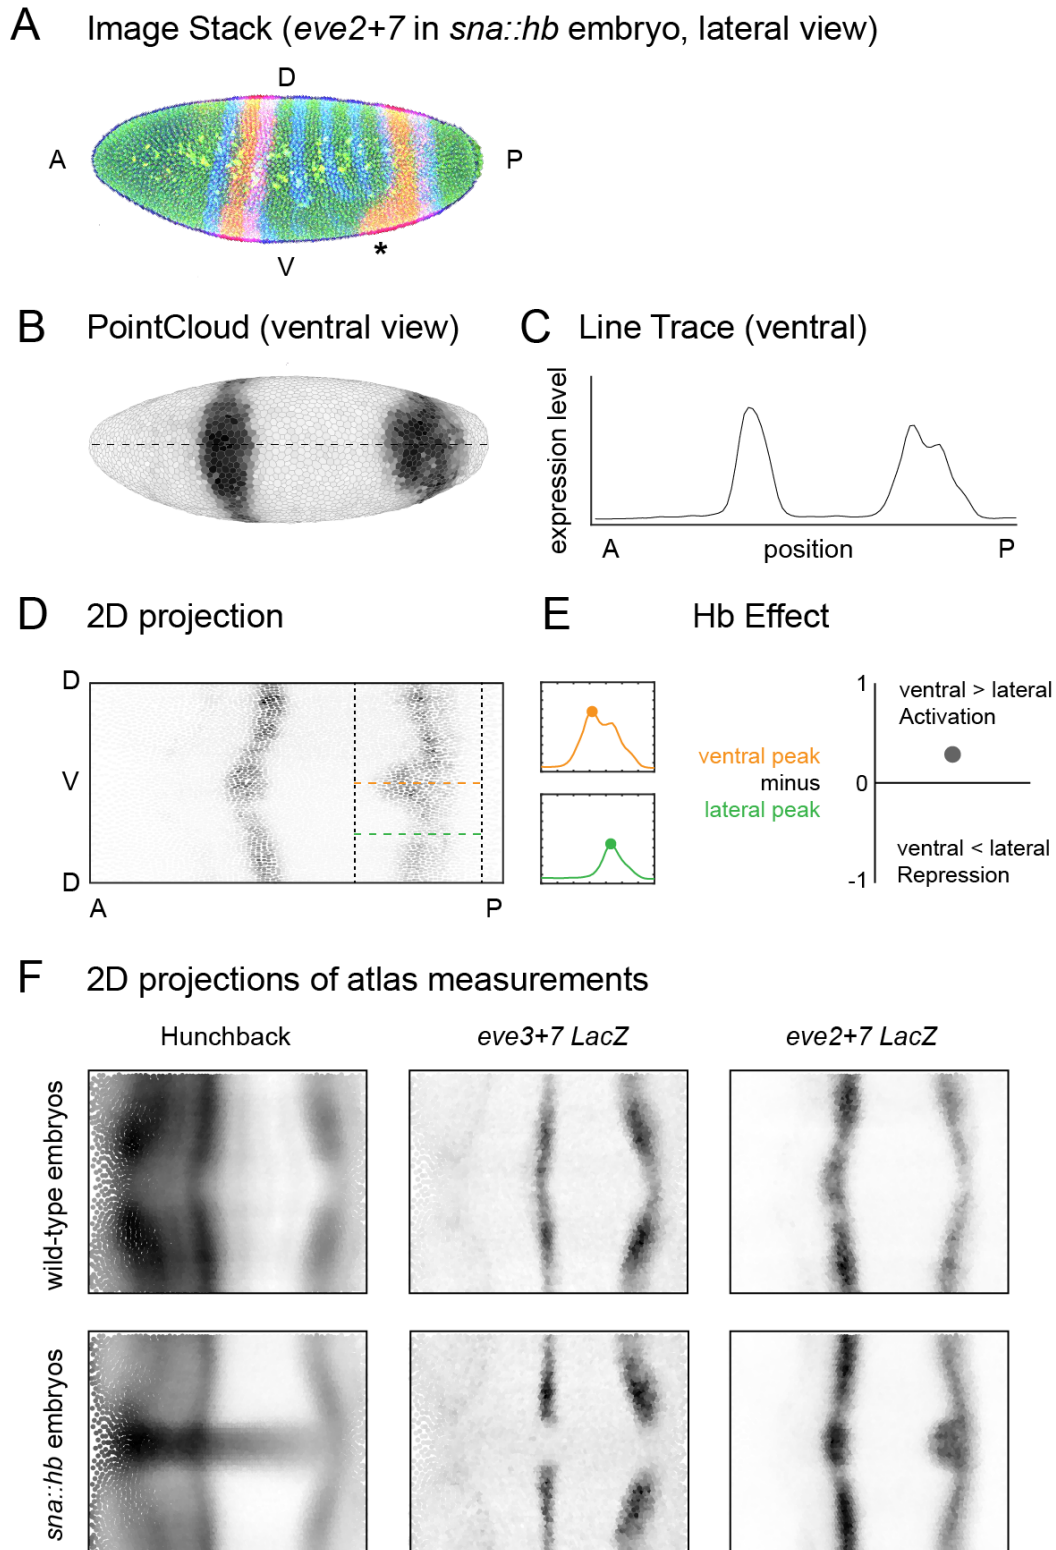 A Image Stack (eve2+7 in sna::hb embryo, lateral view)
D
A
P
*
V
B PointCloud (ventral view)
C Line Trace (ventral)
expression level
A position P
D 2D projection
D
V
D
A P
E Hb Effect
ventral peak
minus
lateral peak
1
ventral > lateral
Activation
0
ventral < lateral
Repression
-1
F 2D projections of atlas measurements
Hunchback eve3+7 LacZ eve2+7 LacZ
wild-type embryos
sna::hb embryos